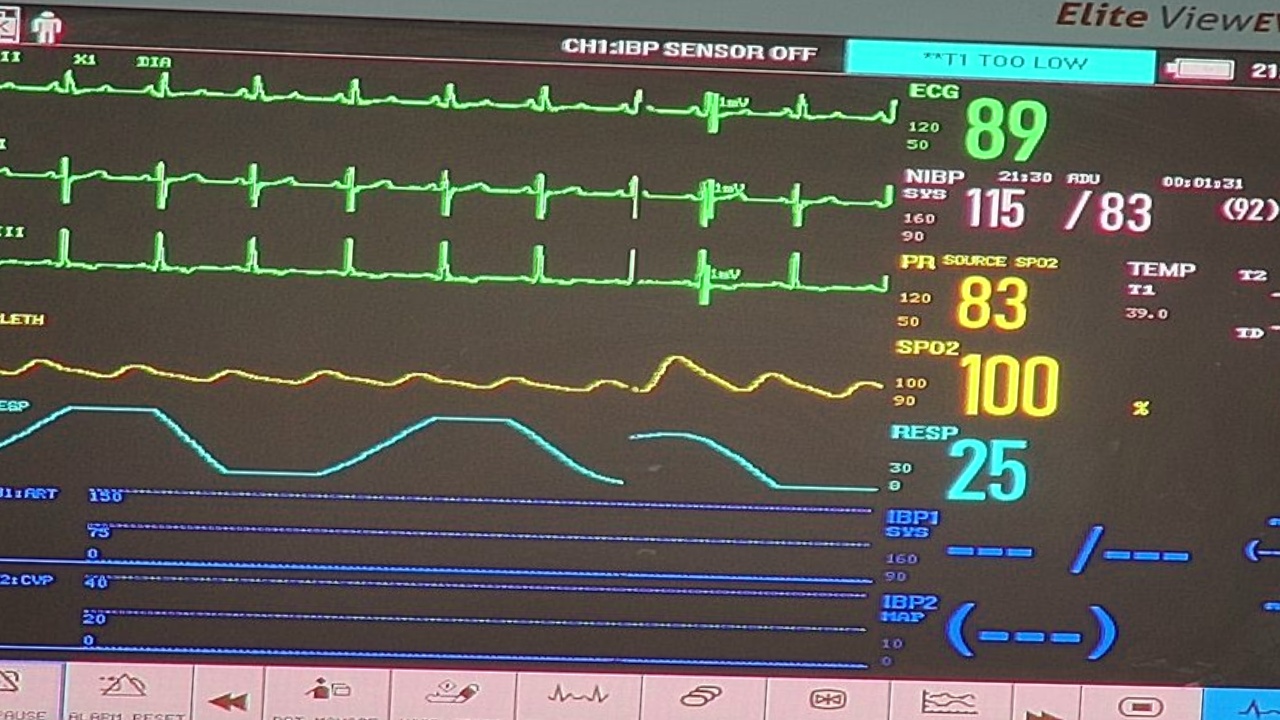 Elite ViewEV
CH1:IBP SENSOR OFF
**T1 TOO LOW
21
II X1 DIA
1mV
I
1mV
III
1mV
LETH
ESP
ECG
120
50
89
NIBP 21:30 ADU 00:01:31
SYS
160
90
115 /83 (92)
PR SOURCE SPO2
120
50
83
TEMP
T1
39.0
T2
TD
SPO2
100
90
100 %
RESP
30
8
25
1:ART 150
75
0
IBP1
SYS
160
90
--- /---
2:CVP 40
20
0
IBP2
MAP
10
0
(---)
PAUSE ALARM RESET